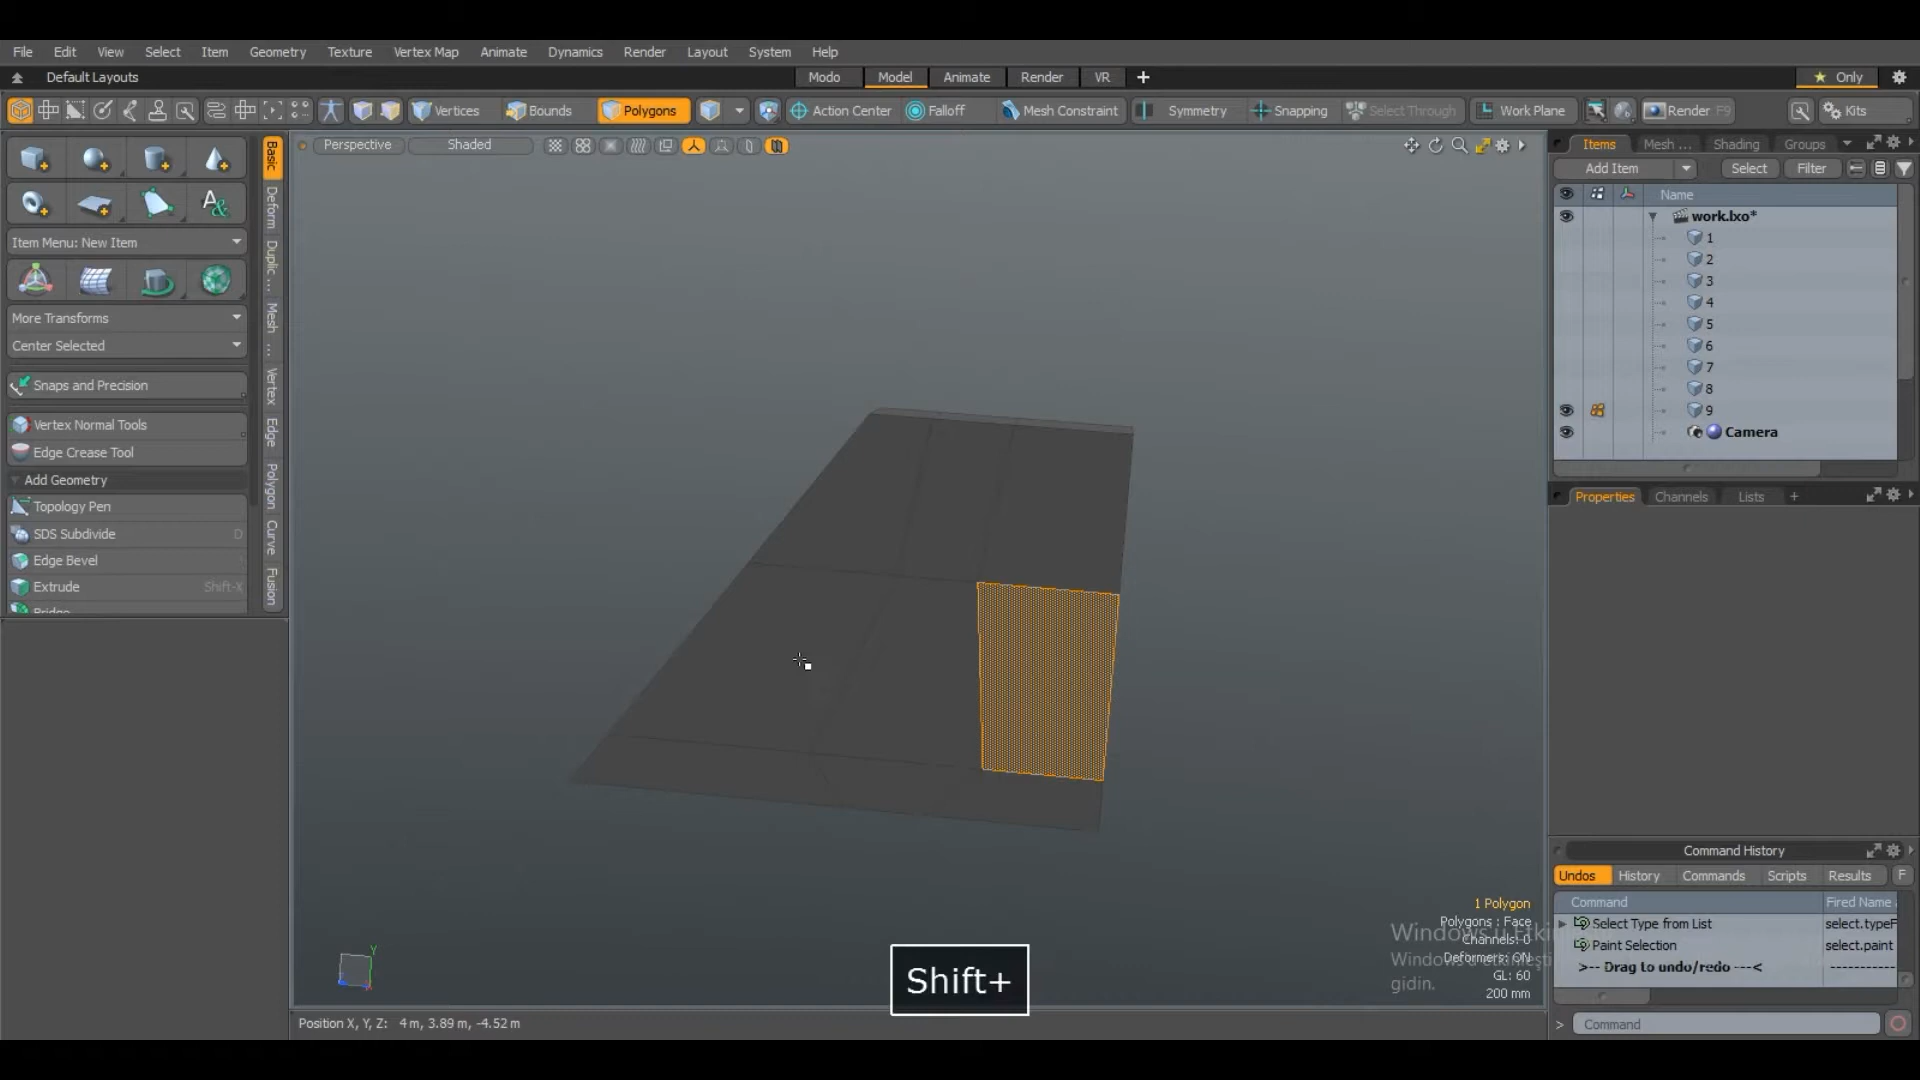 File Edit View Select Item Geometry Texture Vertex Map Animate Dynamics Render Layout System Help
Default Layouts Modo Model Animate Render VR + Only
Vertices Bounds Polygons Action Center Falloff Mesh Constraint Symmetry Snapping Select Through Work Plane Render F9 Kits
Perspective Shaded
Basic
Deform
Duplic ...
Mesh ...
Vertex
Edge
Polygon
Curve
Fusion
Item Menu: New Item
More Transforms
Center Selected
Snaps and Precision
Vertex Normal Tools
Edge Crease Tool
Add Geometry
Topology Pen
SDS Subdivide D
Edge Bevel
Extrude Shift-X
Bridge
Items Mesh ... Shading Groups
Add Item Select Filter
Name
work.lxo*
1
2
3
4
5
6
7
8
9
Camera
Properties Channels Lists +
1 Polygon
Polygons : Face
Channels: 0
Deformers: ON
GL: 60
200 mm
Windows'u Etkin
Windows'u etkinleşti
gidin.
Shift+
Position X, Y, Z: 4 m, 3.89 m, -4.52 m
Command History
Undos History Commands Scripts Results F
Command Fired Name
Select Type from List select.typeF
Paint Selection select.paint
>-- Drag to undo/redo ---< -----------
> Command